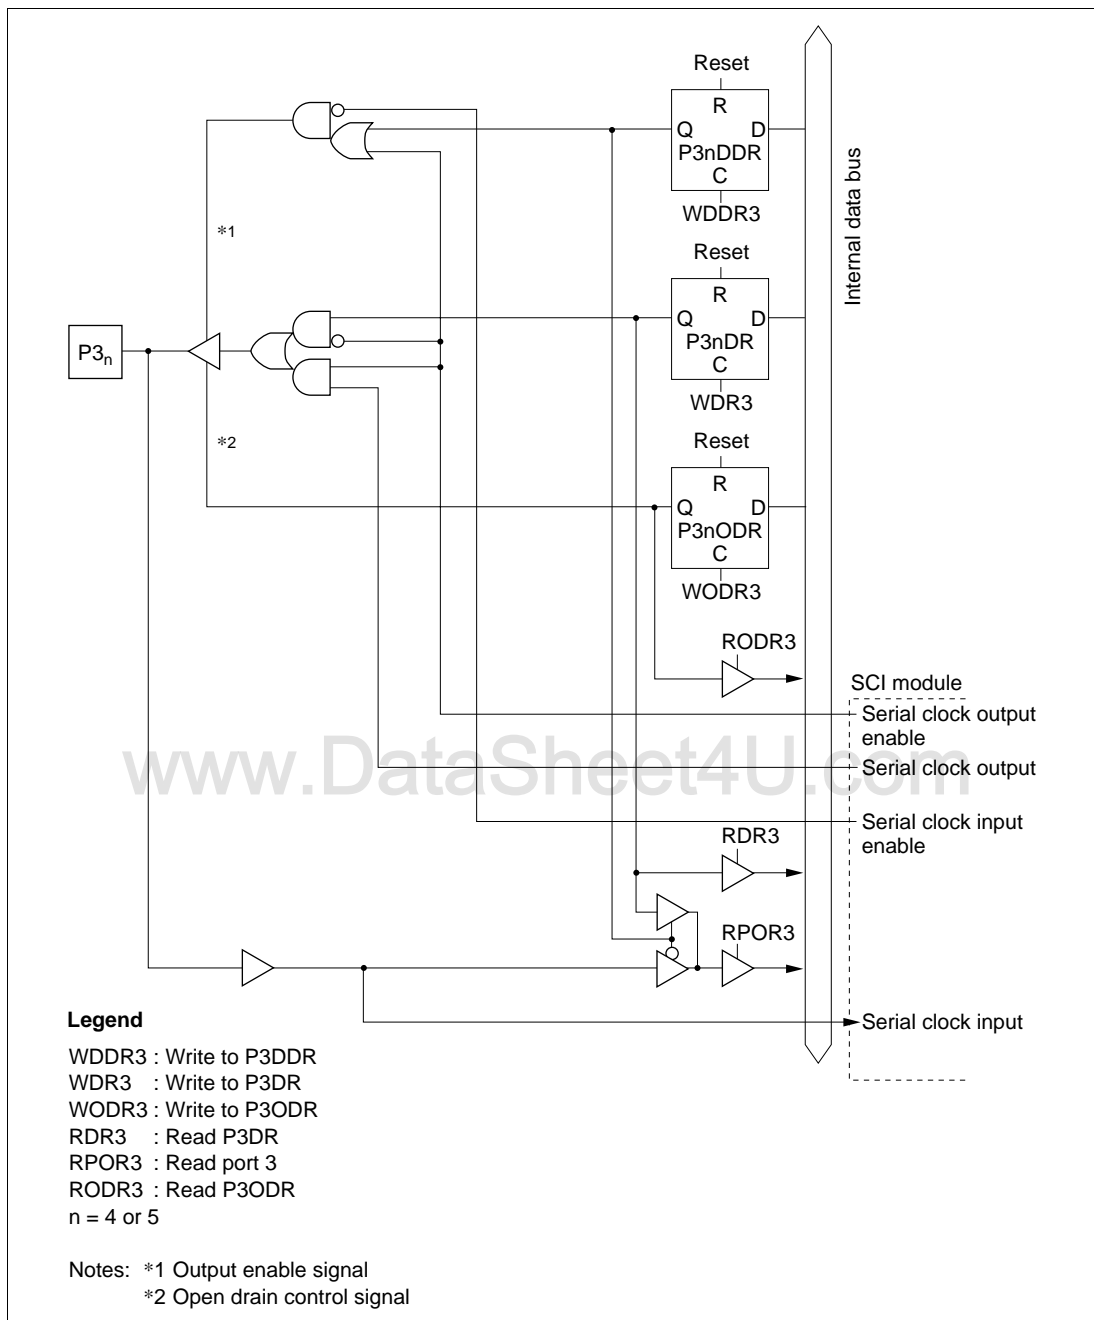 Reset
R
Q D
P3nDDR
C
WDDR3
Internal data bus
*1
Reset
R
Q D
P3nDR
C
WDR3
P3n
*2
Reset
R
Q D
P3nODR
C
WODR3
RODR3
SCI module
Serial clock output
enable
www.DataSheet4U.com
Serial clock output
Serial clock input
enable
RDR3
RPOR3
Serial clock input
Legend
WDDR3 : Write to P3DDR
WDR3 : Write to P3DR
WODR3 : Write to P3ODR
RDR3 : Read P3DR
RPOR3 : Read port 3
RODR3 : Read P3ODR
n = 4 or 5
Notes: *1 Output enable signal
*2 Open drain control signal